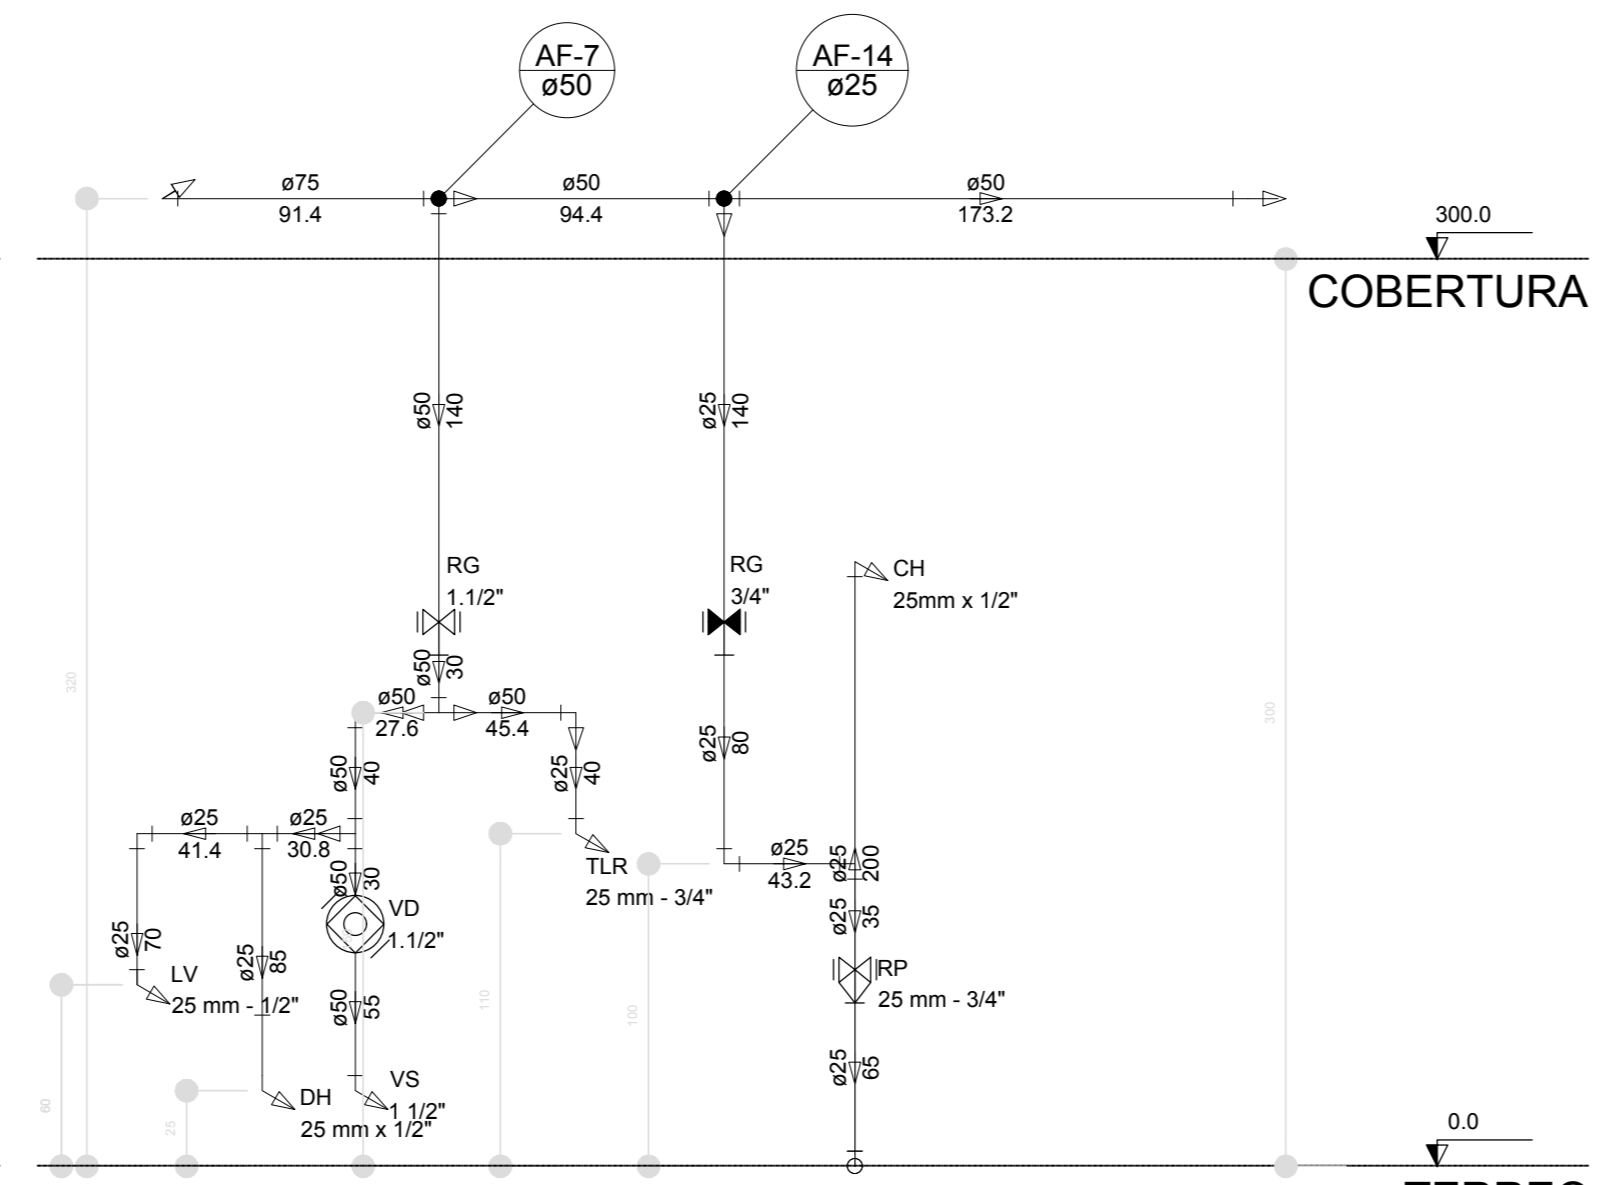 AF-7
ø50
AF-14
ø25
ø75
91.4
ø50
94.4
ø50
173.2
300.0
COBERTURA
ø50
140
ø25
140
RG
1.1/2"
RG
3/4"
CH
25mm x 1/2"
ø50
30
320
300
ø50
27.6
ø50
45.4
ø50
40
ø25
40
ø25
80
ø25
41.4
ø25
30.8
TLR
25 mm - 3/4"
ø25
43.2
ø25
200
ø50
30
ø25
35
VD
1.1/2"
ø25
70
ø25
85
LV
25 mm - 1/2"
RP
25 mm - 3/4"
ø50
55
110
100
ø25
65
60
25
DH
25 mm x 1/2"
VS
1 1/2"
0.0